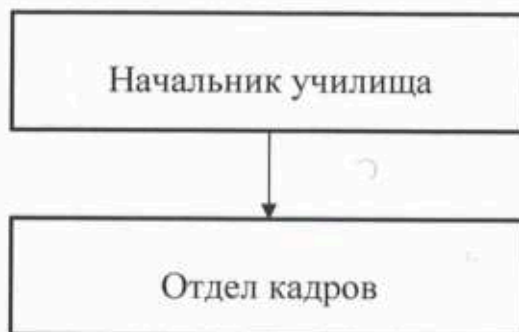 Начальник училища
Отдел кадров